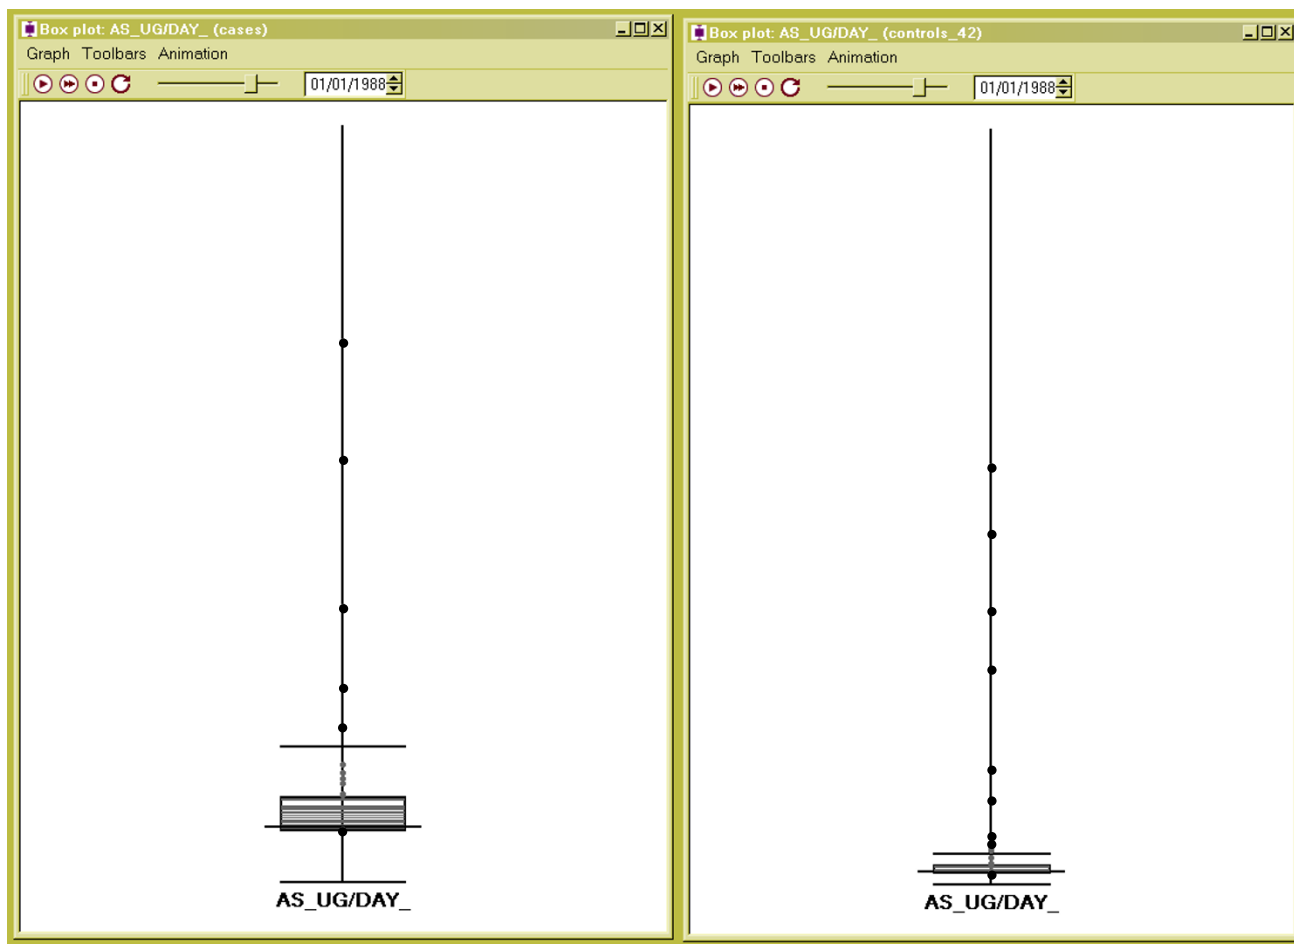 Box plot: AS_UG/DAY_ (cases)
Graph Toolbars Animation
01/01/1988
AS_UG/DAY_
Box plot: AS_UG/DAY_ (controls_42)
Graph Toolbars Animation
01/01/1988
AS_UG/DAY_